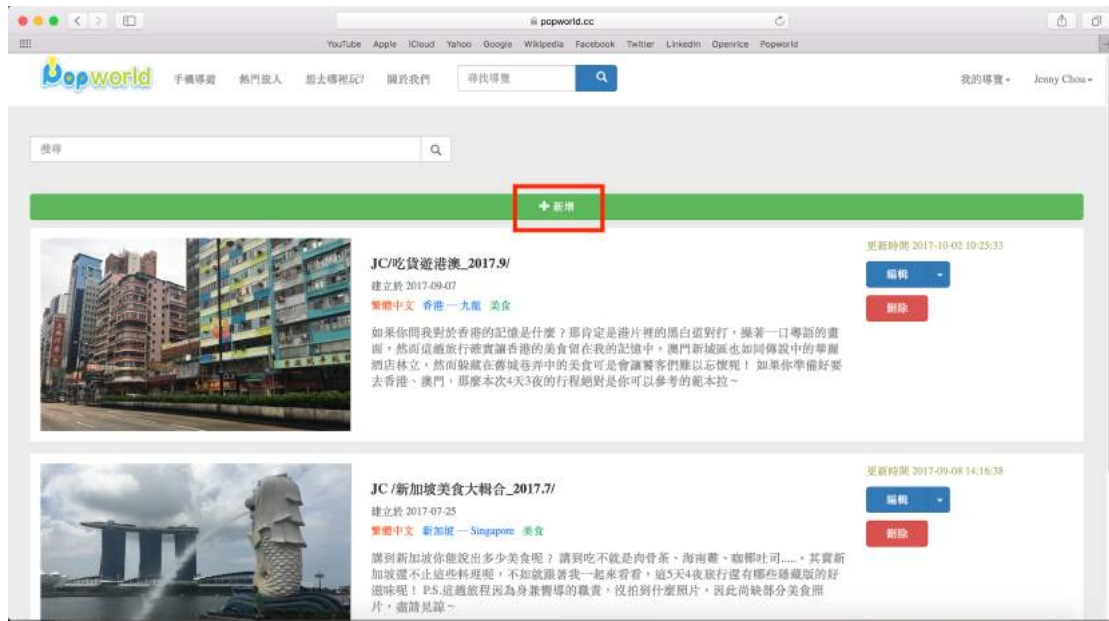 popworld.cc
YouTube Apple iCloud Yahoo Google Wikipedia Facebook Twitter LinkedIn Openrice Popworld
Popworld 手機導遊 熱門旅人 想去哪裡玩? 關於我們 尋找導覽 我的導覽 Jenny Chou
搜尋
新增
JC/吃貨遊港澳_2017.9/
建立於 2017-09-07
繁體中文 香港 — 九龍 美食
如果你問我對於香港的記憶是什麼？那肯定是港片裡的黑白道對打，操著一口粵語的畫
面，然而這趟旅行確實讓香港的美食留在我的記憶中，澳門新城區也如同傳說中的華麗
酒店林立，然而躲藏在舊城巷弄中的美食可是會讓饕客們難以忘懷呢！ 如果你準備好要
去香港、澳門，那麼本次4天3夜的行程絕對是你可以參考的範本拉~
更新時間 2017-10-02 10:25:33
編輯
刪除
JC /新加坡美食大輯合_2017.7/
建立於 2017-07-25
繁體中文 新加坡 — Singapore 美食
講到新加坡你能說出多少美食呢？ 講到吃不就是肉骨茶、海南雞、咖椰吐司.....，其實新
加坡還不止這些料理呢，不如就跟著我一起來看看，這5天4夜旅行還有哪些隱藏版的好
滋味呢！ P.S.這趟旅程因為身兼嚮導的職責，沒拍到什麼照片，因此尚缺部分美食照
片，盡請見諒~
更新時間 2017-09-08 14:16:38
編輯
刪除